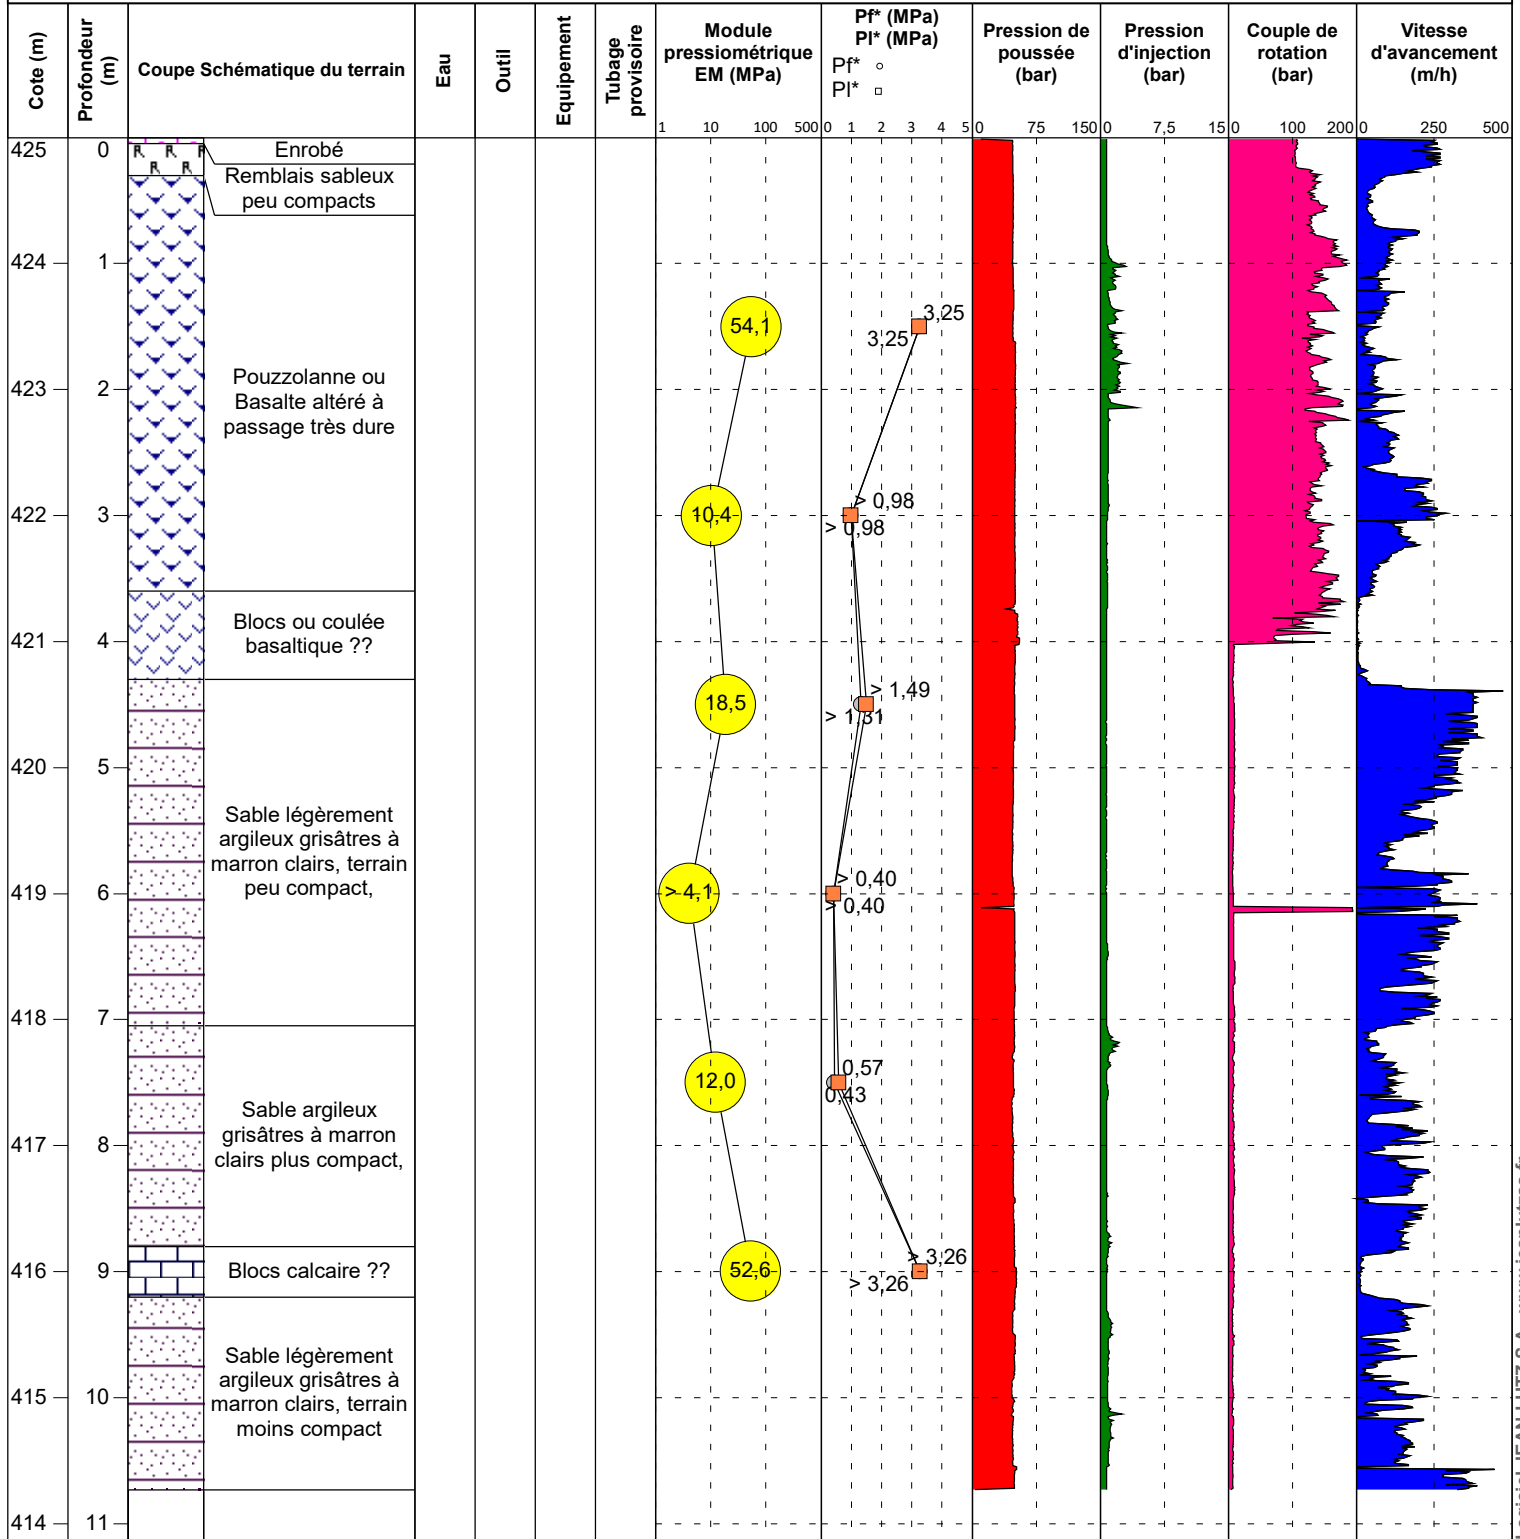 Cote (m)
Profondeur
(m)
Coupe Schématique du terrain
Eau
Outil
Equipement
Tubage
provisoire
Module
pressiométrique
EM (MPa)
Pf* (MPa)
Pl* (MPa)
Pf*
Pl*
Pression de
poussée
(bar)
Pression
d'injection
(bar)
Couple de
rotation
(bar)
Vitesse
d'avancement
(m/h)
1 10 100 500
0 1 2 3 4 5
0 75 150
0 7,5 15
0 100 200
0 250 500
425 0
Enrobé
Remblais sableux
peu compacts
424 1
54,1
3,25
3,25
423 2
Pouzzolanne ou
Basalte altéré à
passage très dure
422 3
10,4
> 0,98
> 0,98
Blocs ou coulée
basaltique ??
421 4
18,5
> 1,49
> 1,31
420 5
Sable légèrement
argileux grisâtres à
marron clairs, terrain
peu compact,
419 6
> 4,1
> 0,40
> 0,40
418 7
12,0
0,57
0,43
Sable argileux
grisâtres à marron
clairs plus compact,
417 8
416 9
Blocs calcaire ??
52,6
> 3,26
> 3,26
Sable légèrement
argileux grisâtres à
marron clairs, terrain
moins compact
415 10
414 11